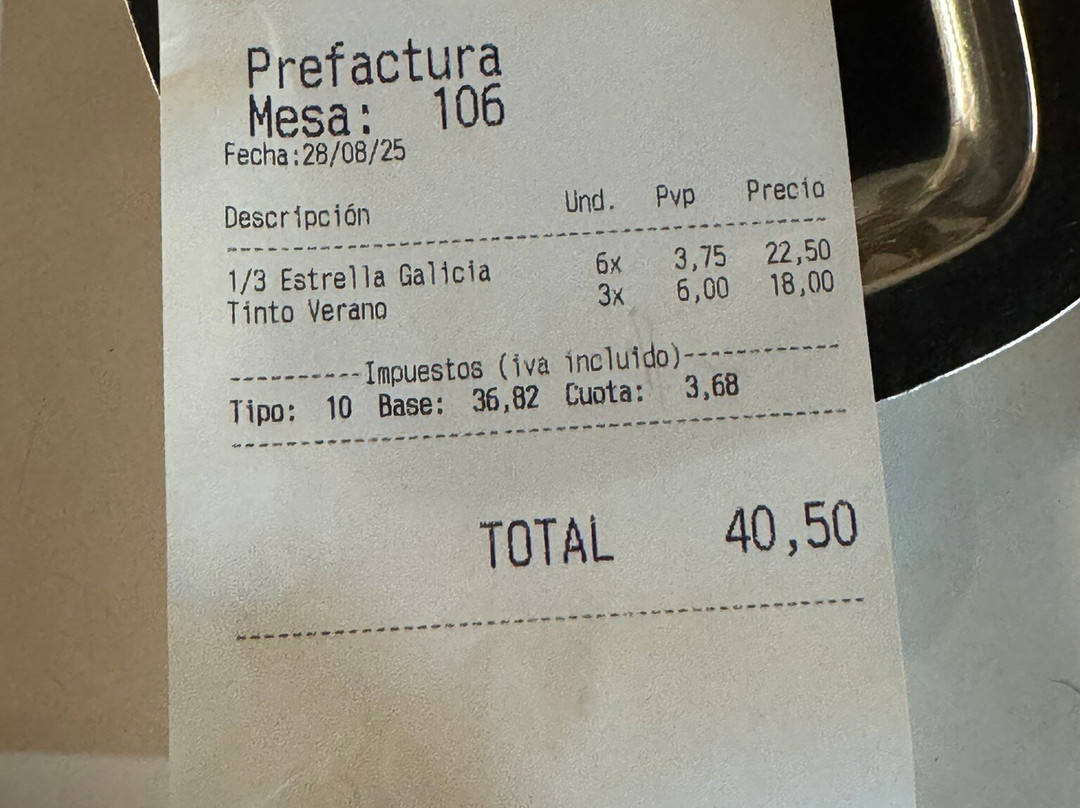 Prefactura
Mesa: 106
Fecha:28/08/25
Descripción Und. Pvp Precio
1/3 Estrella Galicia 6x 3,75 22,50
Tinto Verano 3x 6,00 18,00
----------Impuestos (iva incluido)------------
Tipo: 10 Base: 36,82 Cuota: 3,68
TOTAL 40,50